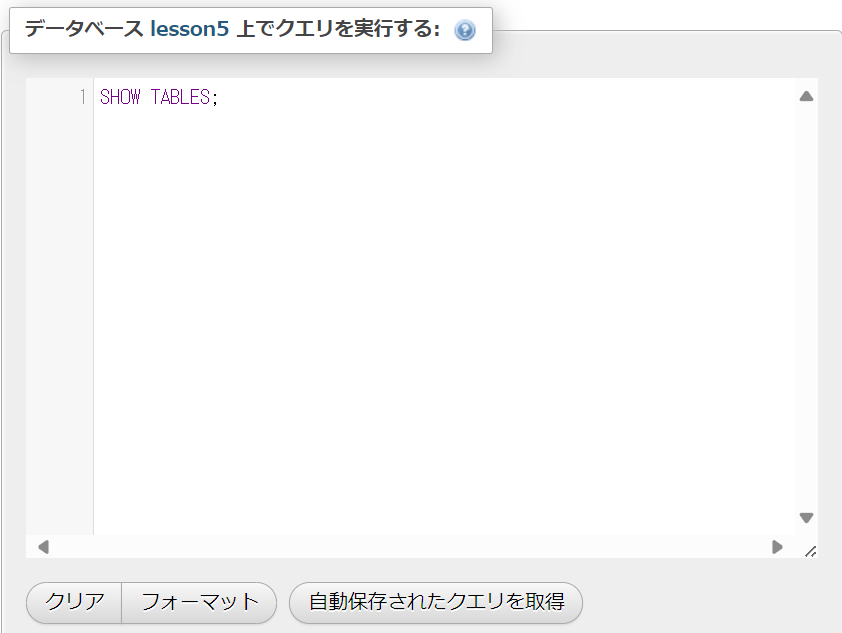 データベース lesson5 上でクエリを実行する:
1 SHOW TABLES;
クリア フォーマット 自動保存されたクエリを取得